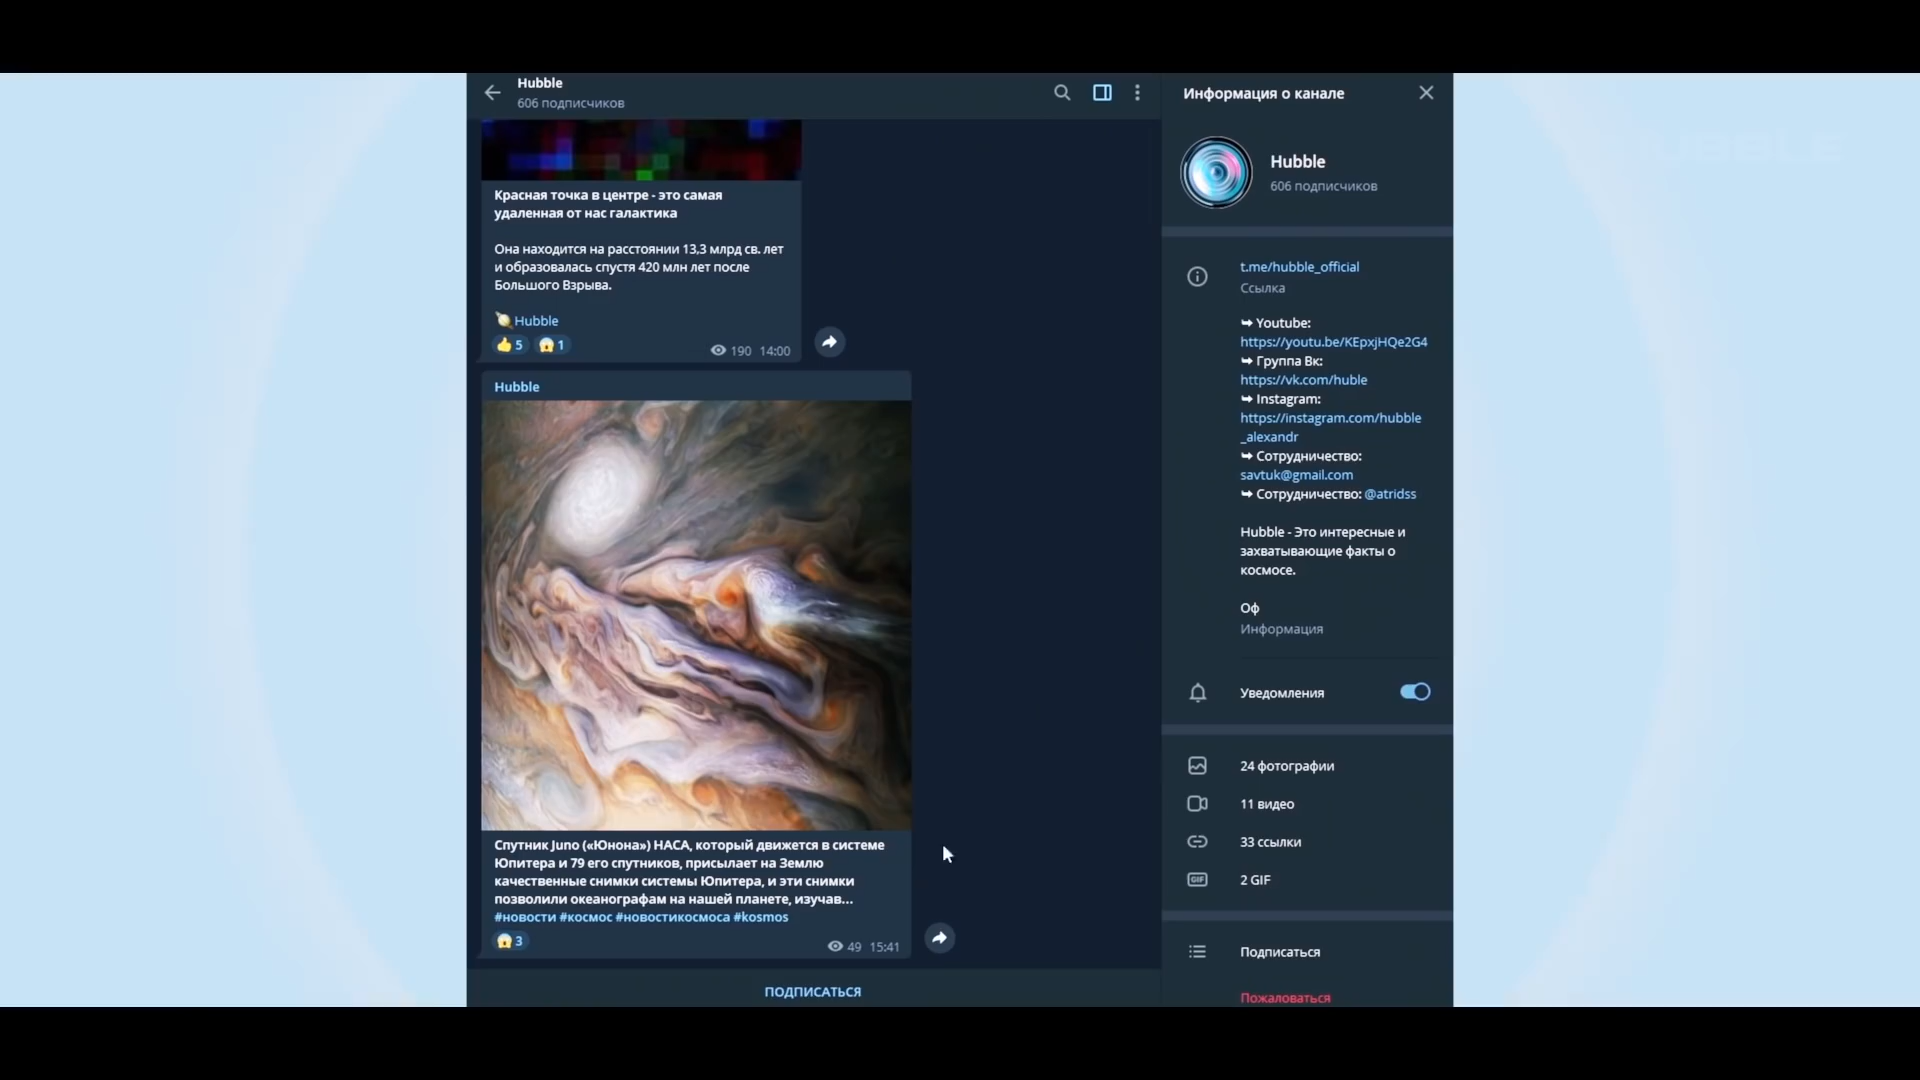 Hubble
606 подписчиков
Красная точка в центре - это самая
удаленная от нас галактика
Она находится на расстоянии 13,3 млрд св. лет
и образовалась спустя 420 млн лет после
Большого Взрыва.
Hubble
5
1
190 14:00
Hubble
Спутник Juno («Юнона») НАСА, который движется в системе
Юпитера и 79 его спутников, присылает на Землю
качественные снимки системы Юпитера, и эти снимки
позволили океанографам на нашей планете, изучав...
#новости #космос #новостикосмоса #kosmos
3
49 15:41
ПОДПИСАТЬСЯ
Информация о канале
Hubble
606 подписчиков
t.me/hubble_official
Ссылка
Youtube:
https://youtu.be/KEpxjHQe2G4
Группа Вк:
https://vk.com/huble
Instagram:
https://instagram.com/hubble
_alexandr
Сотрудничество:
savtuk@gmail.com
Сотрудничество: @atridss
Hubble - Это интересные и
захватывающие факты о
космосе.
Оф
Информация
Уведомления
24 фотографии
11 видео
33 ссылки
GIF
2 GIF
Подписаться
Пожаловаться